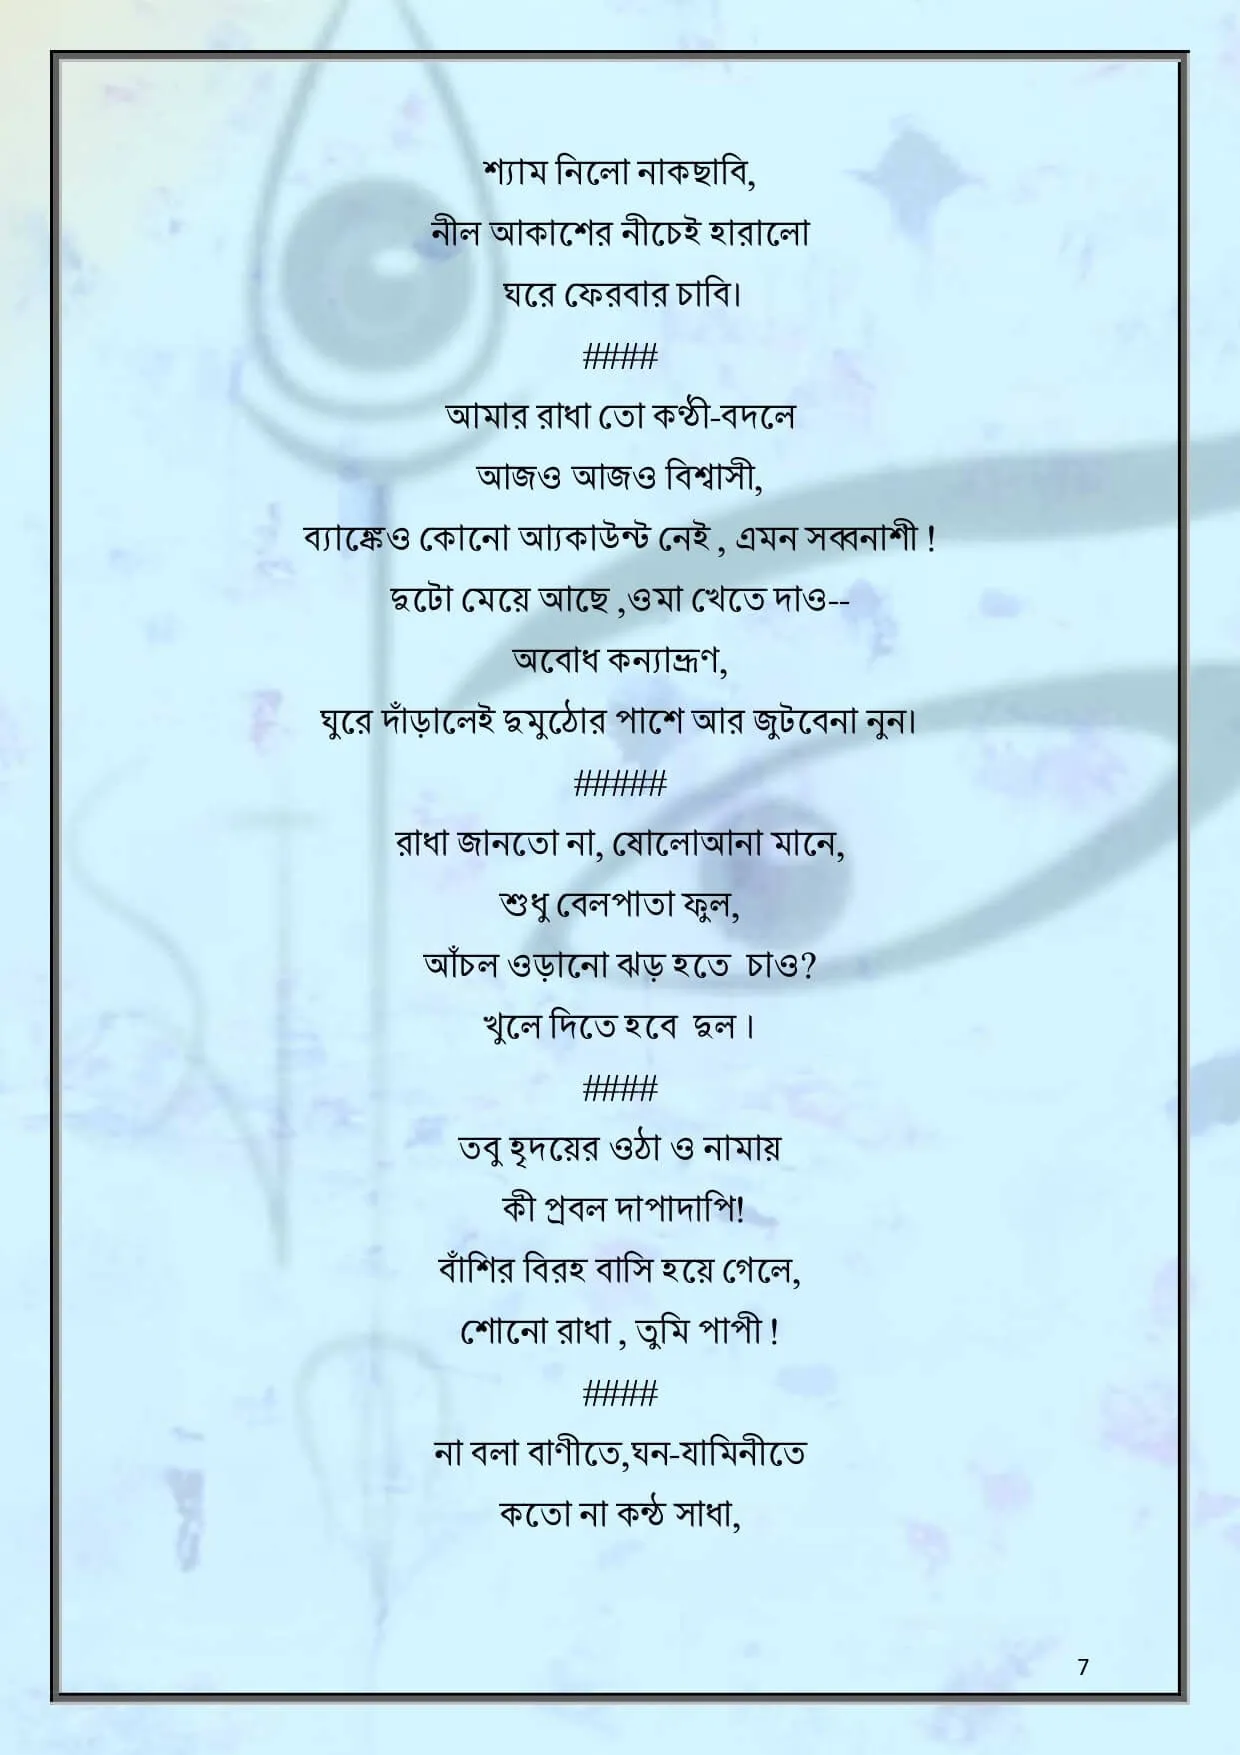 শ্যাম নিলো নাকছাবি,
নীল আকাশের নীচেই হারালো
ঘরে ফেরবার চাবি।
####
আমার রাধা তো কণ্ঠী-বদলে
আজও আজও বিশ্বাসী,
ব্যাঙ্কেও কোনো অ্যাকাউন্ট নেই , এমন সব্বনাশী !
দুটো মেয়ে আছে ,ওমা খেতে দাও--
অবোধ কন্যাভ্রূণ,
ঘুরে দাঁড়ালেই দুমুঠোর পাশে আর জুটবেনা নুন।
#####
রাধা জানতো না, ষোলোআনা মানে,
শুধু বেলপাতা ফুল,
আঁচল ওড়ানো ঝড় হতে  চাও?
খুলে দিতে হবে  দুল ।
####
তবু হৃদয়ের ওঠা ও নামায়
কী প্রবল দাপাদাপি!
বাঁশির বিরহ বাসি হয়ে গেলে,
শোনো রাধা , তুমি পাপী !
####
না বলা বাণীতে,ঘন-যামিনীতে
কতো না কন্ঠ সাধা,
7